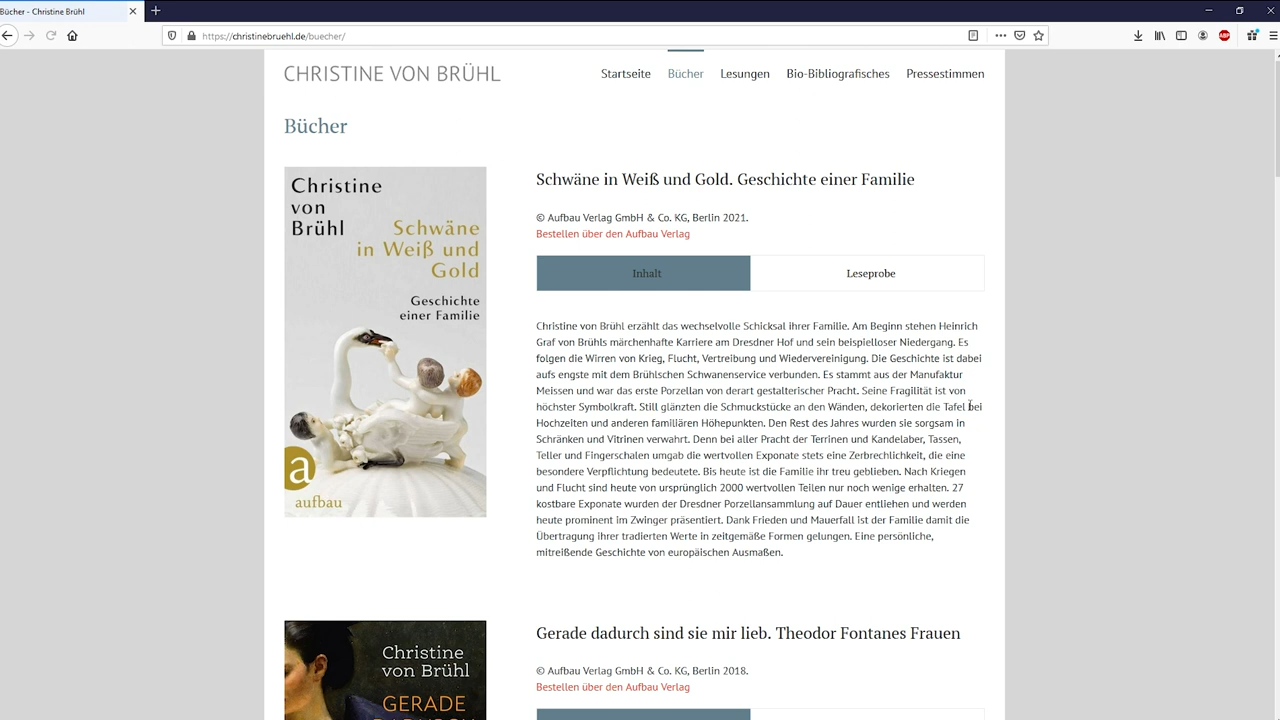 Bücher - Christine Brühl
https://christinebruehl.de/buecher/
ABP
CHRISTINE VON BRÜHL
Startseite Bücher Lesungen Bio-Bibliografisches Pressestimmen
Bücher
Christine
von
Brühl
Schwäne
in Weiß und
Gold
Geschichte
einer Familie
a
aufbau
Schwäne in Weiß und Gold. Geschichte einer Familie
© Aufbau Verlag GmbH & Co. KG, Berlin 2021.
Bestellen über den Aufbau Verlag
Inhalt Leseprobe
Christine von Brühl erzählt das wechselvolle Schicksal ihrer Familie. Am Beginn stehen Heinrich
Graf von Brühls märchenhafte Karriere am Dresdner Hof und sein beispielloser Niedergang. Es
folgen die Wirren von Krieg, Flucht, Vertreibung und Wiedervereinigung. Die Geschichte ist dabei
aufs engste mit dem Brühlschen Schwanenservice verbunden. Es stammt aus der Manufaktur
Meissen und war das erste Porzellan von derart gestalterischer Pracht. Seine Fragilität ist von
höchster Symbolkraft. Still glänzten die Schmuckstücke an den Wänden, dekorierten die Tafel bei
Hochzeiten und anderen familiären Höhepunkten. Den Rest des Jahres wurden sie sorgsam in
Schränken und Vitrinen verwahrt. Denn bei aller Pracht der Terrinen und Kandelaber, Tassen,
Teller und Fingerschalen umgab die wertvollen Exponate stets eine Zerbrechlichkeit, die eine
besondere Verpflichtung bedeutete. Bis heute ist die Familie ihr treu geblieben. Nach Kriegen
und Flucht sind heute von ursprünglich 2000 wertvollen Teilen nur noch wenige erhalten. 27
kostbare Exponate wurden der Dresdner Porzellansammlung auf Dauer entliehen und werden
heute prominent im Zwinger präsentiert. Dank Frieden und Mauerfall ist der Familie damit die
Übertragung ihrer tradierten Werte in zeitgemäße Formen gelungen. Eine persönliche,
mitreißende Geschichte von europäischen Ausmaßen.
Christine
von Brühl
GERADE
Gerade dadurch sind sie mir lieb. Theodor Fontanes Frauen
© Aufbau Verlag GmbH & Co. KG, Berlin 2018.
Bestellen über den Aufbau Verlag